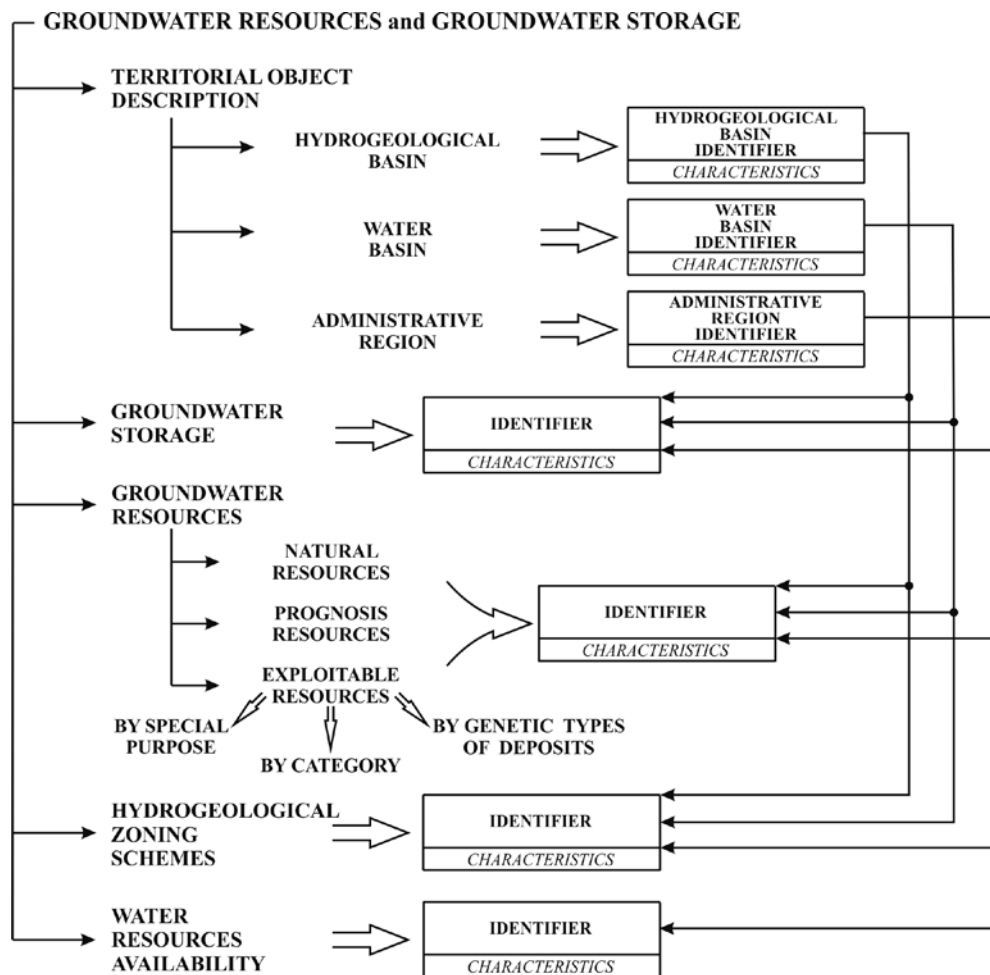 GROUNDWATER RESOURCES and GROUNDWATER STORAGE
TERRITORIAL OBJECT
DESCRIPTION
HYDROGEOLOGICAL
BASIN
HYDROGEOLOGICAL
BASIN
IDENTIFIER
CHARACTERISTICS
WATER
BASIN
WATER
BASIN
IDENTIFIER
CHARACTERISTICS
ADMINISTRATIVE
REGION
ADMINISTRATIVE
REGION
IDENTIFIER
CHARACTERISTICS
GROUNDWATER
STORAGE
IDENTIFIER
CHARACTERISTICS
GROUNDWATER
RESOURCES
NATURAL
RESOURCES
PROGNOSIS
RESOURCES
EXPLOITABLE
RESOURCES
IDENTIFIER
CHARACTERISTICS
BY SPECIAL
PURPOSE
BY CATEGORY
BY GENETIC TYPES
OF DEPOSITS
HYDROGEOLOGICAL
ZONING
SCHEMES
IDENTIFIER
CHARACTERISTICS
WATER
RESOURCES
AVAILABILITY
IDENTIFIER
CHARACTERISTICS